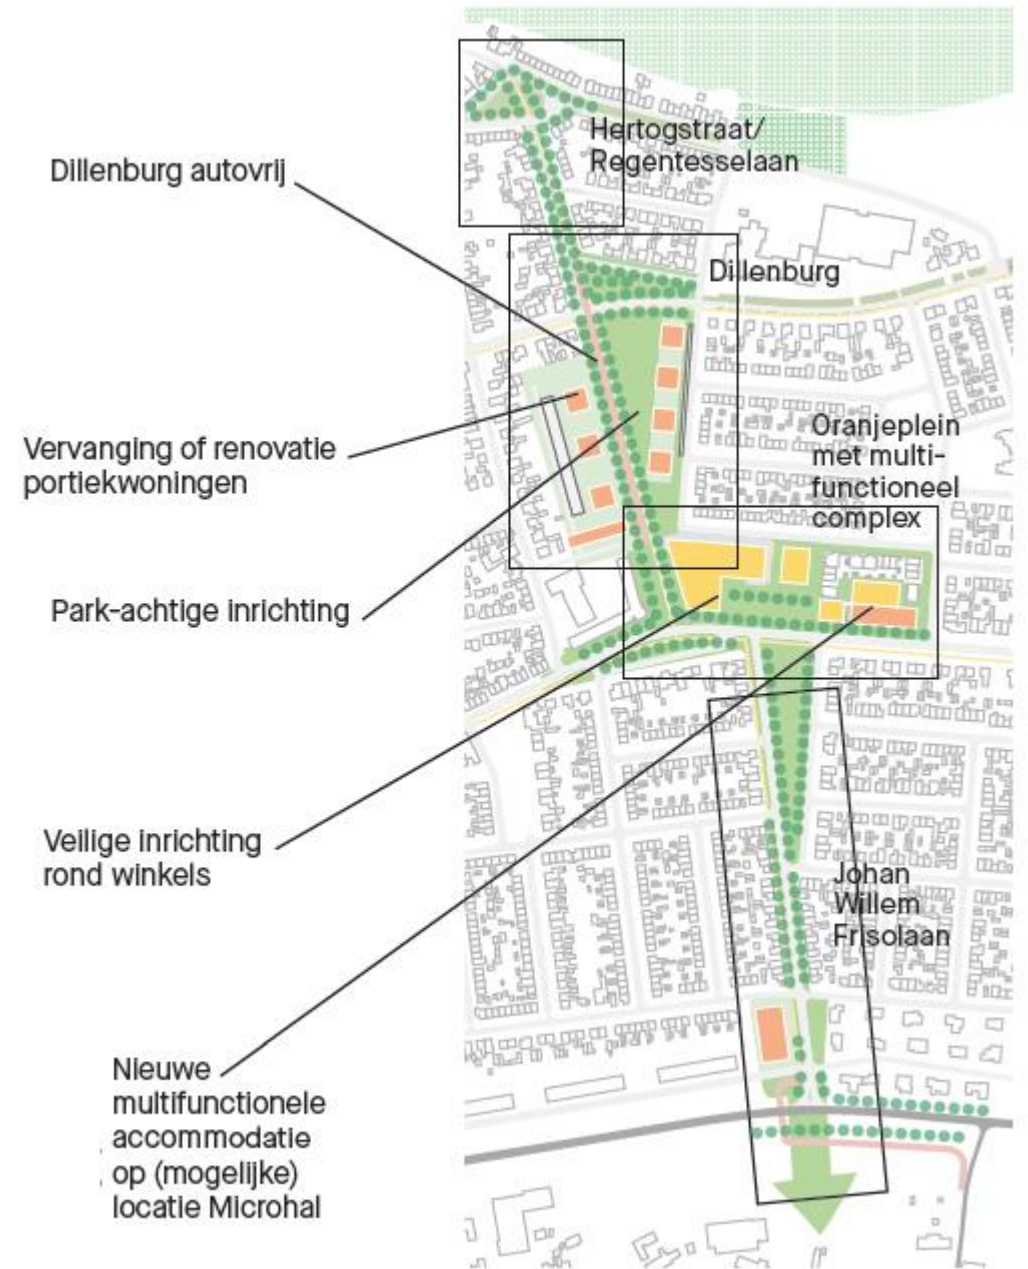 Hertogstraat/
Regentesselaan
Dillenburg autovrij
Dillenburg
Oranjeplein
met multi-
functioneel
complex
Vervanging of renovatie
portiekwoningen
Park-achtige inrichting
Veilige inrichting
rond winkels
Johan
Willem
Frisolaan
Nieuwe
multifunctionele
accommodatie
op (mogelijke)
locatie Microhal